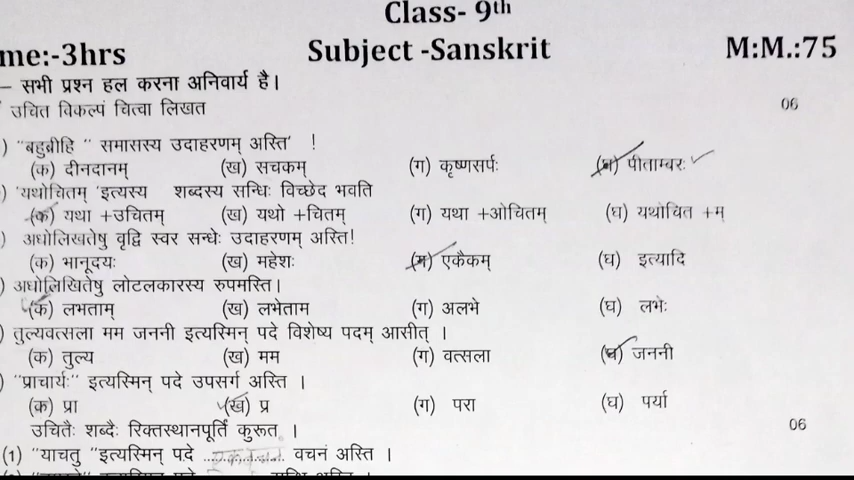 Class- 9th
me:-3hrs Subject -Sanskrit M:M.:75
– सभी प्रश्न हल करना अनिवार्य है।
उचित विकल्पं चित्वा लिखत 06
) "बहुब्रीहि " समासस्य उदाहरणम् अस्ति' !
(क) दीनदानम् (ख) सचकम् (ग) कृष्णसर्पः (घ) पीताम्बरः
) 'यथोचितम् 'इत्यस्य शब्दस्य सन्धिः विच्छेद भवति
(क) यथा +उचितम् (ख) यथो +चितम् (ग) यथा +ओचितम् (घ) यथोचित +म्
) अधोलिखतेषु वृद्वि स्वर सन्धेः उदाहरणम् अस्ति!
(क) भानूदयः (ख) महेशः (ग) एकैकम् (घ) इत्यादि
) अधोलिखितेषु लोटलकारस्य रुपमस्ति।
(क) लभताम् (ख) लभेताम (ग) अलभे (घ) लभेः
) तुल्यवत्सला मम जननी इत्यस्मिन् पदे विशेष्य पदम् आसीत् ।
(क) तुल्य (ख) मम (ग) वत्सला (घ) जननी
) "प्राचार्यः" इत्यस्मिन् पदे उपसर्ग अस्ति ।
(क) प्रा (ख) प्र (ग) परा (घ) पर्या
उचितैः शब्दैः रिक्तस्थानपूर्ति कुरूत । 06
(1) "याचतु "इत्यस्मिन् पदे .................. वचनं अस्ति ।